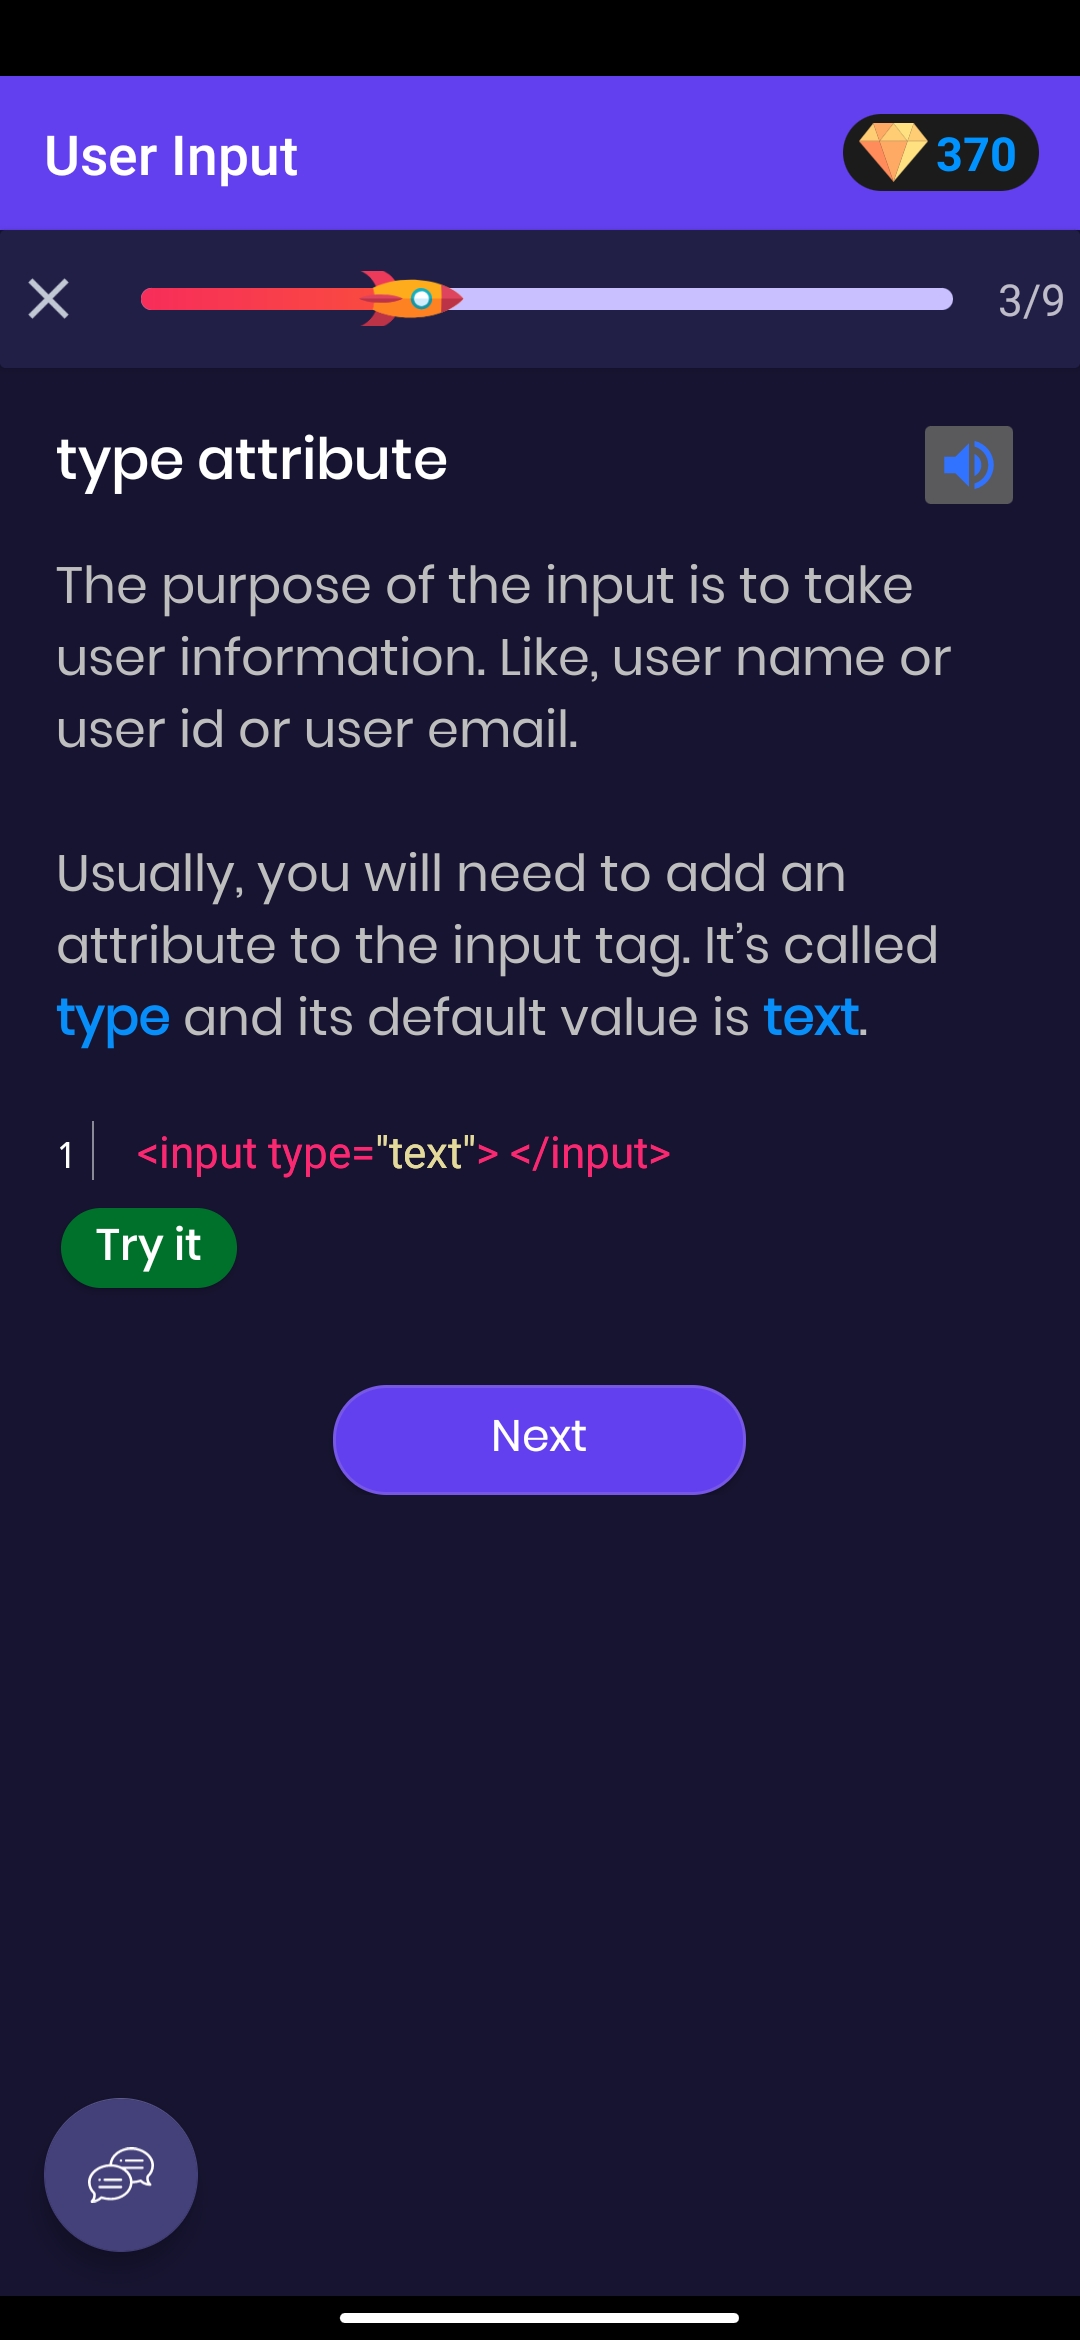 User Input
370
3/9
type attribute
The purpose of the input is to take
user information. Like, user name or
user id or user email.
Usually, you will need to add an
attribute to the input tag. It's called
type and its default value is text.
1 <input type="text"> </input>
Try it
Next